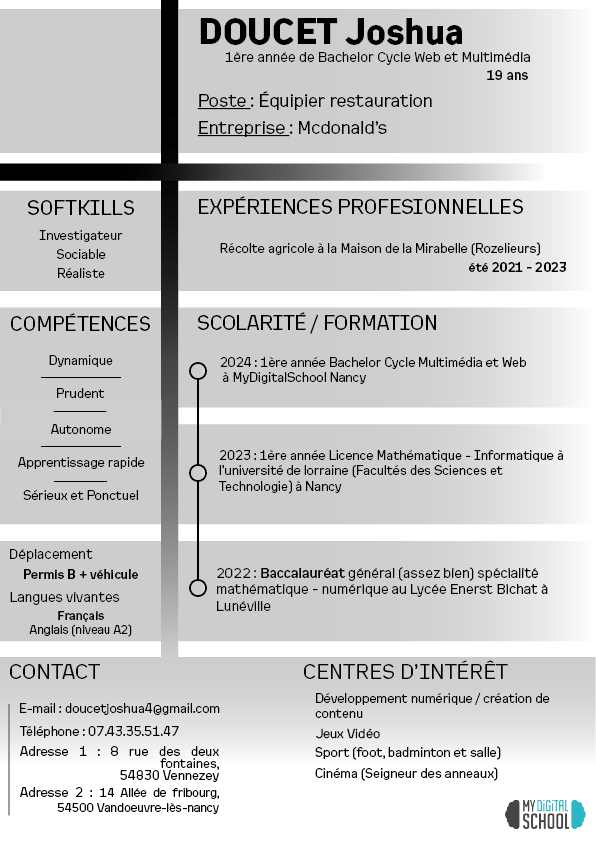 DOUCET Joshua
1ère année de Bachelor Cycle Web et Multimédia
19 ans
Poste : Équipier restauration
Entreprise : Mcdonald's
SOFTKILLS
Investigateur
Sociable
Réaliste
EXPÉRIENCES PROFESIONNELLES
Récolte agricole à la Maison de la Mirabelle (Rozelieurs)
été 2021 - 2023
COMPÉTENCES
Dynamique
Prudent
Autonome
Apprentissage rapide
Sérieux et Ponctuel
SCOLARITÉ / FORMATION
2024 : 1ère année Bachelor Cycle Multimédia et Web
à MyDigitalSchool Nancy
2023 : 1ère année Licence Mathématique - Informatique à
l'université de lorraine (Facultés des Sciences et
Technologie) à Nancy
2022 : Baccalauréat général (assez bien) spécialité
mathématique - numérique au Lycée Enerst Bichat à
Lunéville
Déplacement
Permis B + véhicule
Langues vivantes
Français
Anglais (niveau A2)
CONTACT
E-mail : doucetjoshua4@gmail.com
Téléphone : 07.43.35.51.47
Adresse 1 : 8 rue des deux
fontaines,
54830 Vennezey
Adresse 2 : 14 Allée de fribourg,
54500 Vandoeuvre-lès-nancy
CENTRES D'INTÉRÊT
Développement numérique / création de
contenu
Jeux Vidéo
Sport (foot, badminton et salle)
Cinéma (Seigneur des anneaux)
MY DIGITAL
SCHOOL